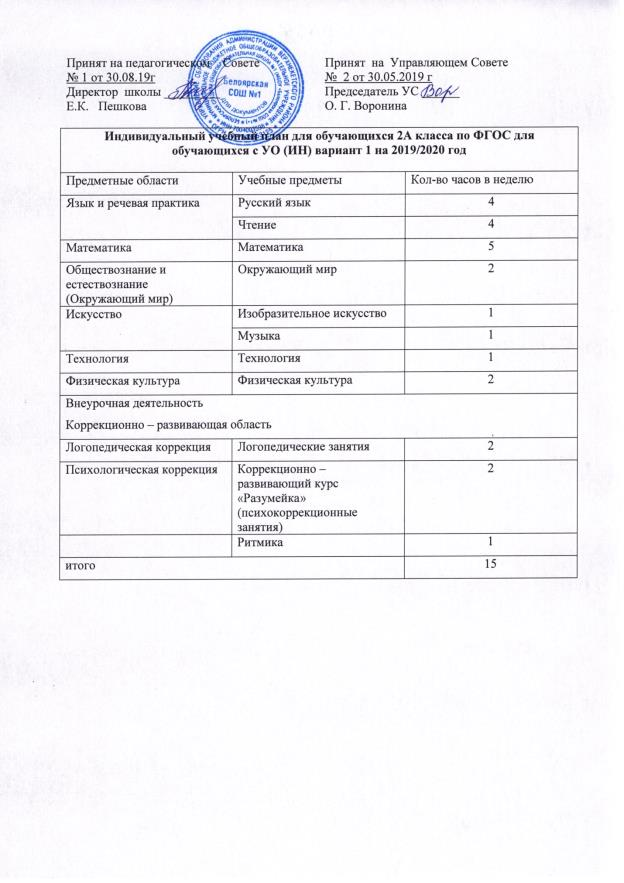 Принят на педагогическом Совете
№ 1 от 30.08.19г
Директор школы
Е.К. Пешкова
Принят на Управляющем Совете
№ 2 от 30.05.2019 г
Председатель УС
О. Г. Воронина
Белоярская
СОШ №1
для документов
Индивидуальный учебный план для обучающихся 2А класса по ФГОС для
обучающихся с УО (ИН) вариант 1 на 2019/2020 год
Предметные области Учебные предметы Кол-во часов в неделю
Язык и речевая практика Русский язык 4
Чтение 4
Математика Математика 5
Обществознание и Окружающий мир 2
естествознание
(Окружающий мир)
Искусство Изобразительное искусство 1
Музыка 1
Технология Технология 1
Физическая культура Физическая культура 2
Внеурочная деятельность
Коррекционно – развивающая область
Логопедическая коррекция Логопедические занятия 2
Психологическая коррекция Коррекционно – 2
развивающий курс
«Разумейка»
(психокоррекционные
занятия)
Ритмика 1
итого 15